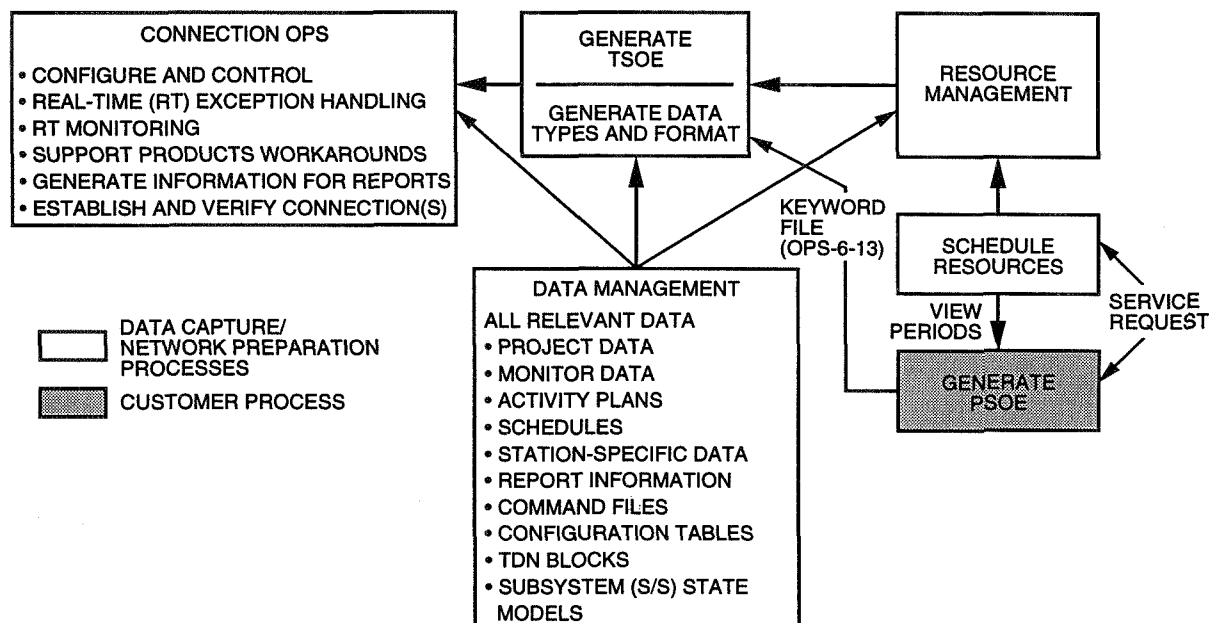 CONNECTION OPS
• CONFIGURE AND CONTROL
• REAL-TIME (RT) EXCEPTION HANDLING
• RT MONITORING
• SUPPORT PRODUCTS WORKAROUNDS
• GENERATE INFORMATION FOR REPORTS
• ESTABLISH AND VERIFY CONNECTION(S)
GENERATE
TSOE
GENERATE DATA
TYPES AND FORMAT
RESOURCE
MANAGEMENT
KEYWORD
FILE
(OPS-6-13)
SCHEDULE
RESOURCES
VIEW
PERIODS
SERVICE
REQUEST
GENERATE
PSOE
DATA CAPTURE/
NETWORK PREPARATION
PROCESSES
CUSTOMER PROCESS
DATA MANAGEMENT
ALL RELEVANT DATA
• PROJECT DATA
• MONITOR DATA
• ACTIVITY PLANS
• SCHEDULES
• STATION-SPECIFIC DATA
• REPORT INFORMATION
• COMMAND FILES
• CONFIGURATION TABLES
• TDN BLOCKS
• SUBSYSTEM (S/S) STATE
MODELS